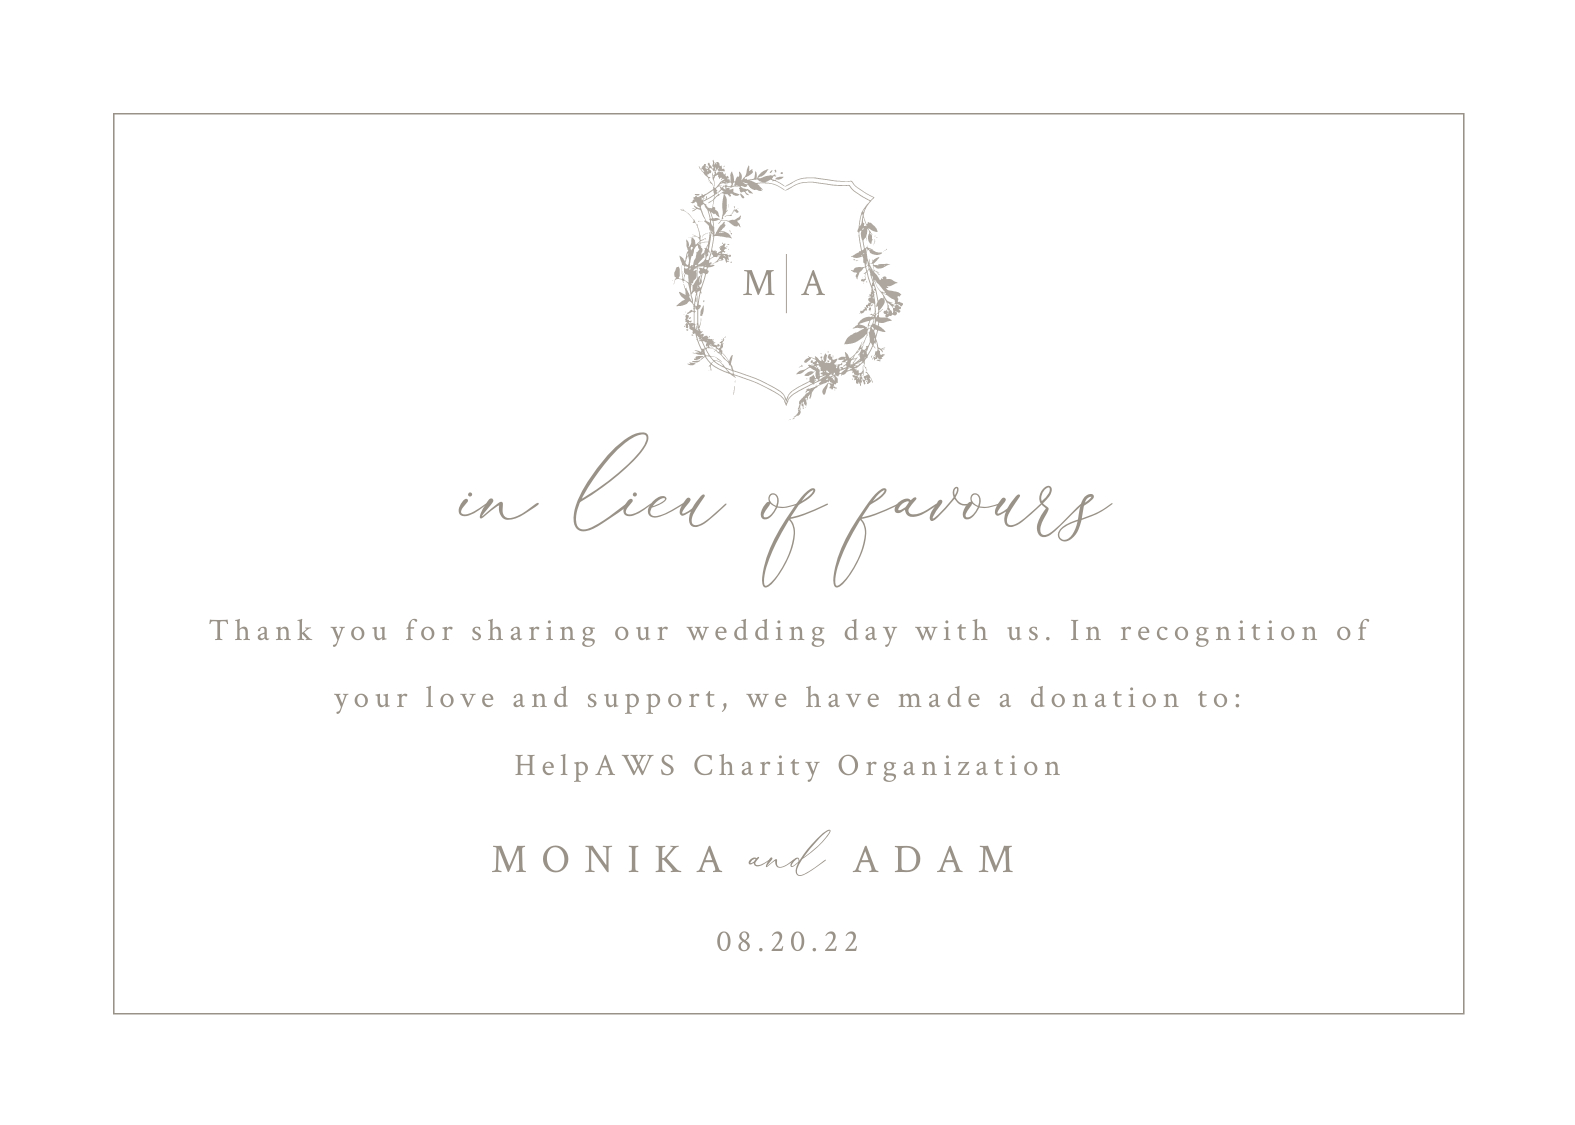 M | A
in lieu of favours
Thank you for sharing our wedding day with us. In recognition of
your love and support, we have made a donation to:
HelpAWS Charity Organization
MONIKA and ADAM
08.20.22